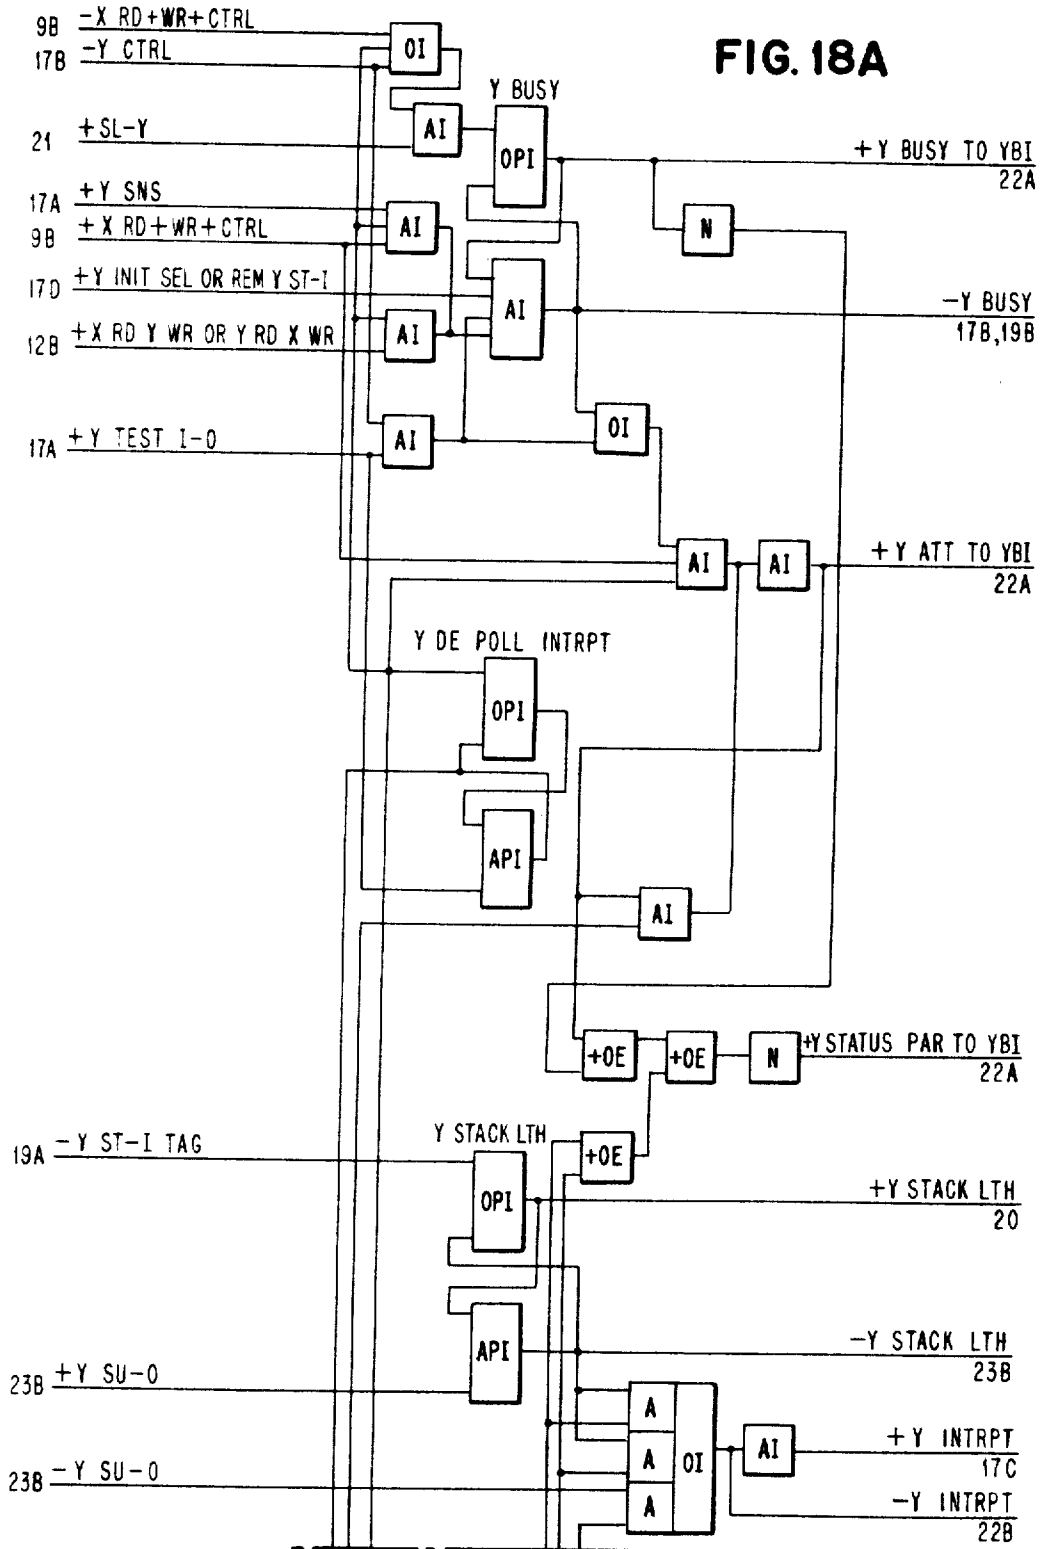 FIG. 18A
9B -X RD+WR+CTRL
17B -Y CTRL
OI
Y BUSY
21 +SL-Y
AI
OPI
+Y BUSY TO YBI
22A
17A +Y SNS
AI
N
9B +X RD+WR+CTRL
17D +Y INIT SEL OR REM Y ST-I
AI
-Y BUSY
17B,19B
12B +X RD Y WR OR Y RD X WR
AI
17A +Y TEST I-O
AI
OI
AI
AI
+Y ATT TO YBI
22A
Y DE POLL INTRPT
OPI
API
AI
+OE
+OE
N
+Y STATUS PAR TO YBI
22A
19A -Y ST-I TAG
Y STACK LTH
+OE
OPI
+Y STACK LTH
20
API
-Y STACK LTH
23B
23B +Y SU-O
A
A
A
OI
AI
+Y INTRPT
17C
23B -Y SU-O
-Y INTRPT
22B